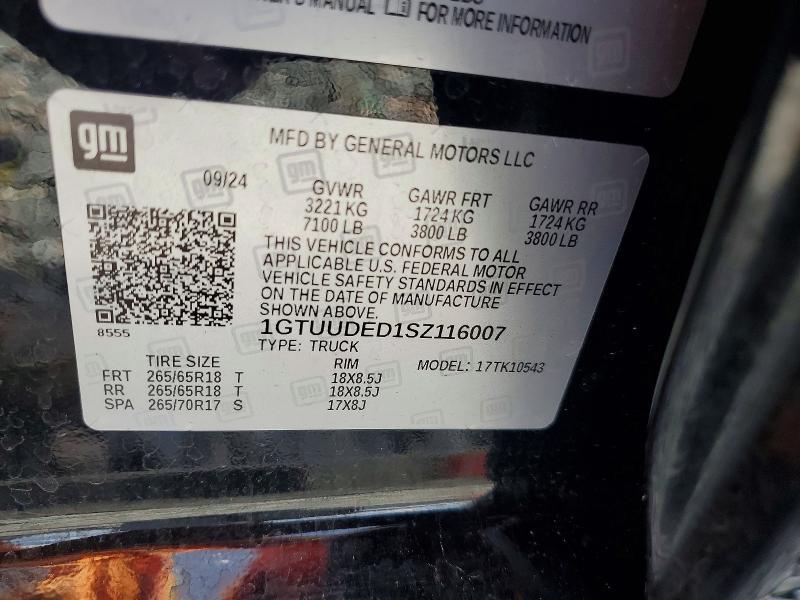 MANUAL FOR MORE INFORMATION
gm
MFD BY GENERAL MOTORS LLC
09/24
GVWR GAWR FRT GAWR RR
3221 KG 1724 KG 1724 KG
7100 LB 3800 LB 3800 LB
THIS VEHICLE CONFORMS TO ALL
APPLICABLE U.S. FEDERAL MOTOR
VEHICLE SAFETY STANDARDS IN EFFECT
ON THE DATE OF MANUFACTURE
SHOWN ABOVE.
8555
1GTUUDED1SZ116007
TYPE: TRUCK
TIRE SIZE RIM MODEL: 17TK10543
FRT 265/65R18 T 18X8.5J
RR 265/65R18 T 18X8.5J
SPA 265/70R17 S 17X8J